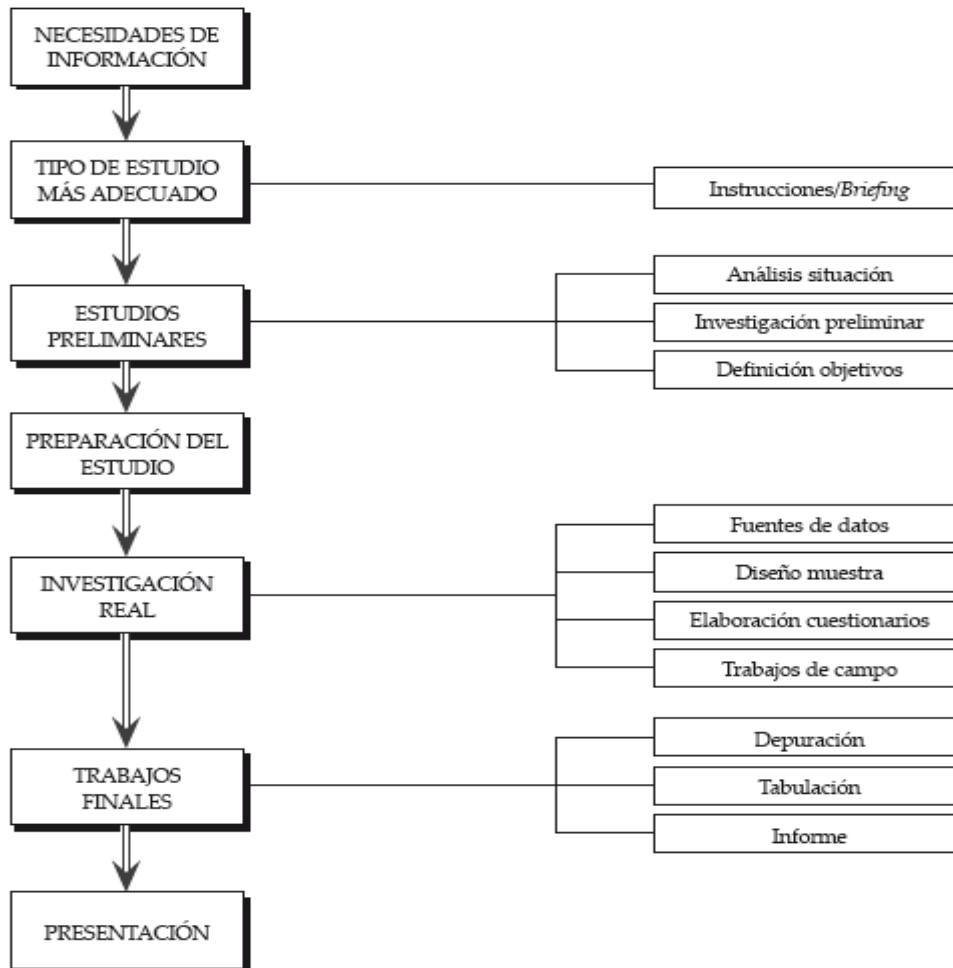 NECESIDADES DE
INFORMACIÓN
TIPO DE ESTUDIO
MÁS ADECUADO
Instrucciones/Briefing
Análisis situación
ESTUDIOS
PRELIMINARES
Investigación preliminar
Definición objetivos
PREPARACIÓN DEL
ESTUDIO
Fuentes de datos
Diseño muestra
INVESTIGACIÓN
REAL
Elaboración cuestionarios
Trabajos de campo
Depuración
TRABAJOS
FINALES
Tabulación
Informe
PRESENTACIÓN